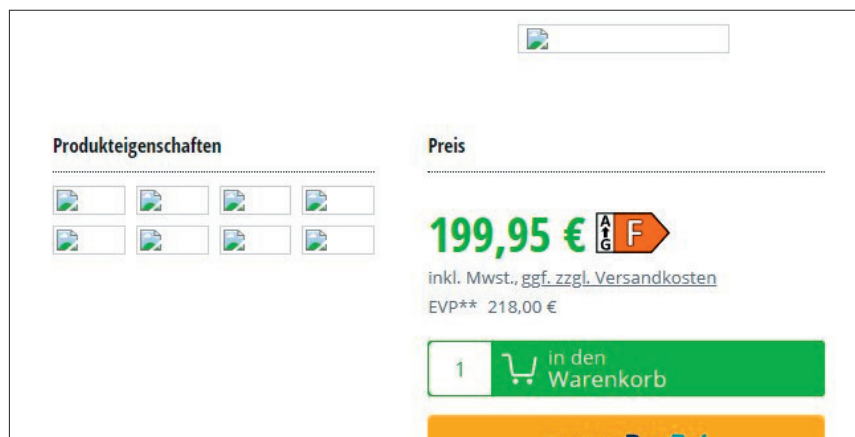 Produkteigenschaften
Preis
199,95 €
A
G
F
inkl. Mwst., ggf. zzgl. Versandkosten
EVP** 218,00 €
1
in den
Warenkorb